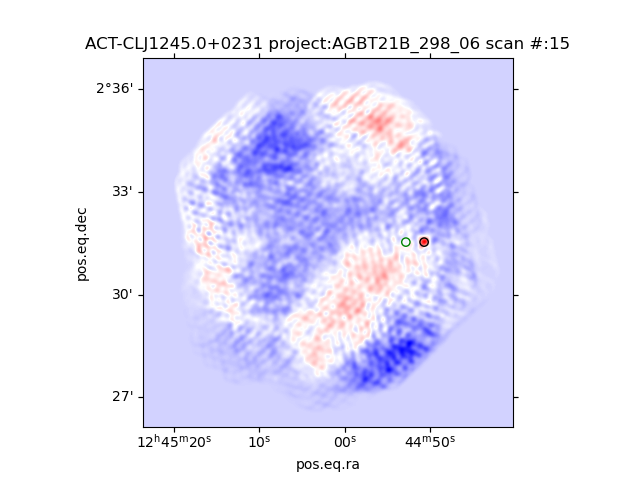 ACT-CLJ1245.0+0231 project:AGBT21B_298_06 scan #:15
2°36'
33'
30'
27'
pos.eq.dec
12ʰ45ᵐ20ˢ 10ˢ 00ˢ 44ᵐ50ˢ
pos.eq.ra